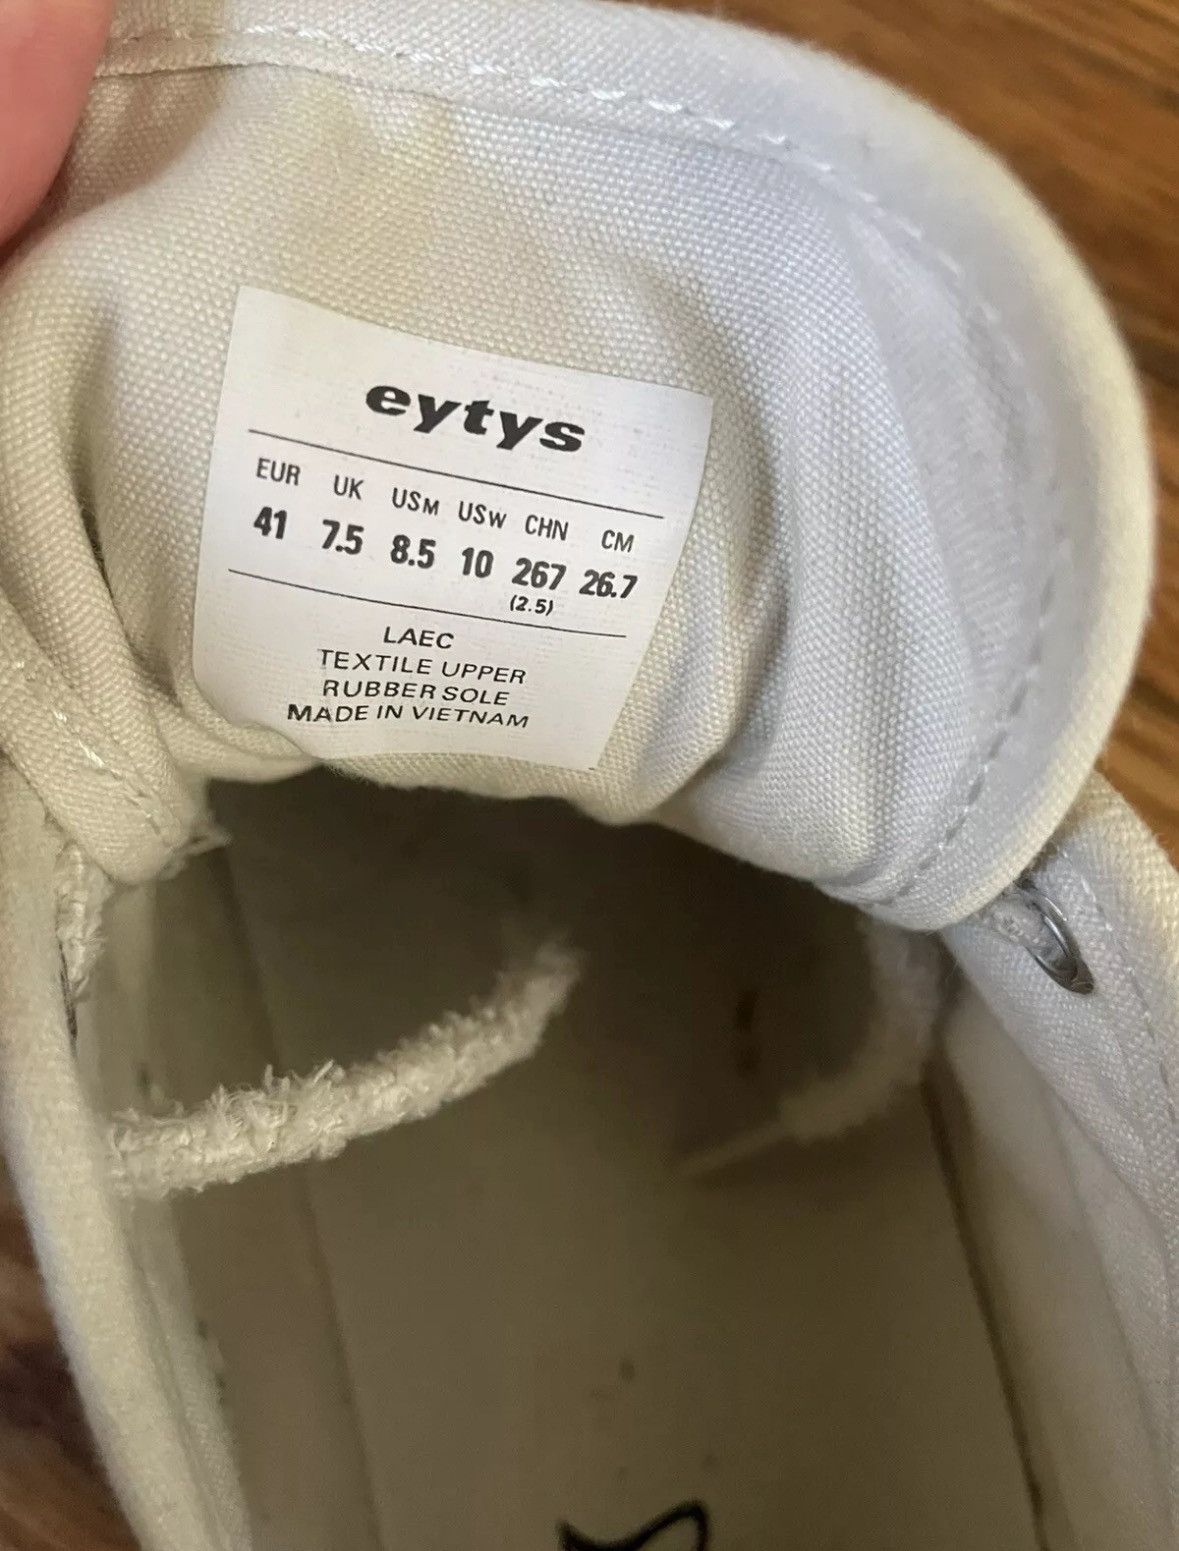 eytys
EUR UK USM USW CHN CM
41 7.5 8.5 10 267 26.7
(2.5)
LAEC
TEXTILE UPPER
RUBBER SOLE
MADE IN VIETNAM